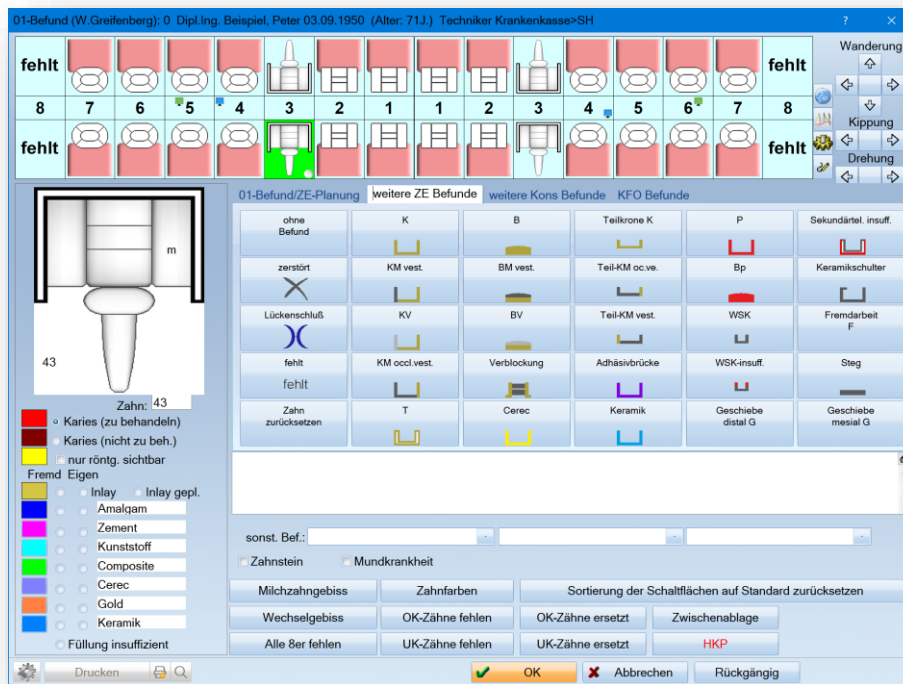 01-Befund (W.Greifenberg): 0 Dipl.Ing. Beispiel, Peter 03.09.1950 (Alter: 71J.) Techniker Krankenkasse>SH ?
fehlt fehlt
8 7 6 5 4 3 2 1 1 2 3 4 5 6 7 8
fehlt fehlt
Wanderung
Kippung
Drehung
m
43
Zahn: 43
Karies (zu behandeln)
Karies (nicht zu beh.)
nur röntg. sichtbar
Fremd Eigen
Inlay Inlay gepl.
Amalgam
Zement
Kunststoff
Composite
Cerec
Gold
Keramik
Füllung insuffizient
01-Befund/ZE-Planung weitere ZE Befunde weitere Kons Befunde KFO Befunde
ohne Befund K B Teilkrone K P Sekundärtel. insuff.
zerstört KM vest. BM vest. Teil-KM oc.ve. Bp Keramikschulter
Lückenschluß KV BV Teil-KM vest. WSK Fremdarbeit F
fehlt KM occl.vest. Verblockung Adhäsivbrücke WSK-insuff. Steg
fehlt
Zahn zurücksetzen T Cerec Keramik Geschiebe distal G Geschiebe mesial G
sonst. Bef.:
Zahnstein Mundkrankheit
Milchzahngebiss Zahnfarben Sortierung der Schaltflächen auf Standard zurücksetzen
Wechselgebiss OK-Zähne fehlen OK-Zähne ersetzt Zwischenablage
Alle 8er fehlen UK-Zähne fehlen UK-Zähne ersetzt HKP
Drucken OK Abbrechen Rückgängig